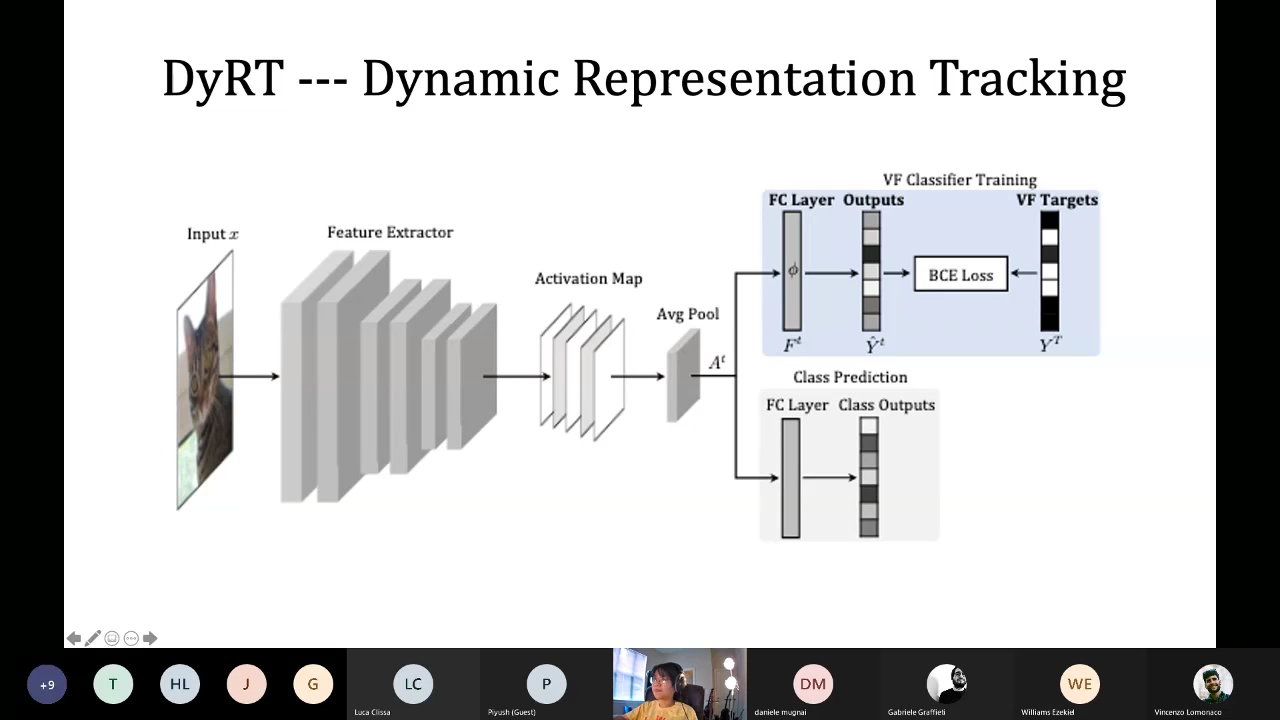 DyRT --- Dynamic Representation Tracking
VF Classifier Training
FC Layer Outputs VF Targets
Input x
Feature Extractor
Activation Map
ϕ
BCE Loss
Avg Pool
F^t
Ŷ^t
Y^T
A^t
Class Prediction
FC Layer Class Outputs
+9
T
HL
J
G
LC
P
DM
WE
Luca Clissa
Piyush (Guest)
daniele mugnai
Gabriele Graffieti
Williams Ezekiel
Vincenzo Lomonaco